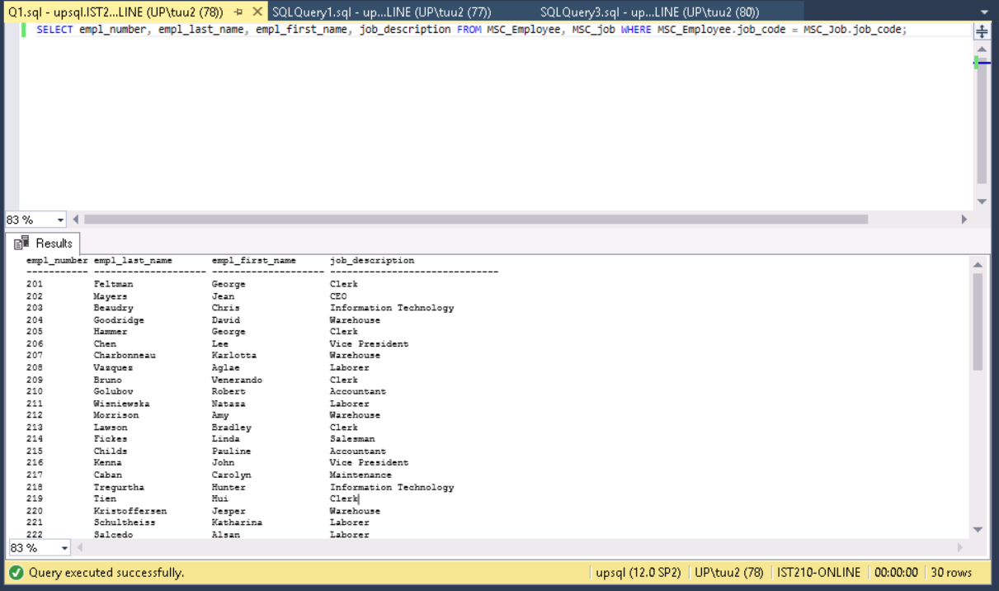 Q1.sql - upsql.IST2...LINE (UP\tuu2 (78)) SQLQuery1.sql - up...LINE (UP\tuu2 (77)) SQLQuery3.sql - up...LINE (UP\tuu2 (80))
SELECT empl_number, empl_last_name, empl_first_name, job_description FROM MSC_Employee, MSC_job WHERE MSC_Employee.job_code = MSC_Job.job_code;
83 %
Results
empl_number empl_last_name empl_first_name job_description
----------- -------------------- -------------------- ------------------------------
201 Feltman George Clerk
202 Mayers Jean CEO
203 Beaudry Chris Information Technology
204 Goodridge David Warehouse
205 Hammer George Clerk
206 Chen Lee Vice President
207 Charbonneau Karlotta Warehouse
208 Vasquez Aglae Laborer
209 Bruno Venerando Clerk
210 Golubov Robert Accountant
211 Wisniewska Natasa Laborer
212 Morrison Amy Warehouse
213 Lawson Bradley Clerk
214 Fickes Linda Salesman
215 Childs Pauline Accountant
216 Kenna John Vice President
217 Caban Carolyn Maintenance
218 Tregurtha Hunter Information Technology
219 Tien Hui Clerk
220 Kristoffersen Jesper Warehouse
221 Schultheiss Katharina Laborer
222 Salcedo Alsan Laborer
83 %
Query executed successfully. upsql (12.0 SP2) UP\tuu2 (78) IST210-ONLINE 00:00:00 30 rows